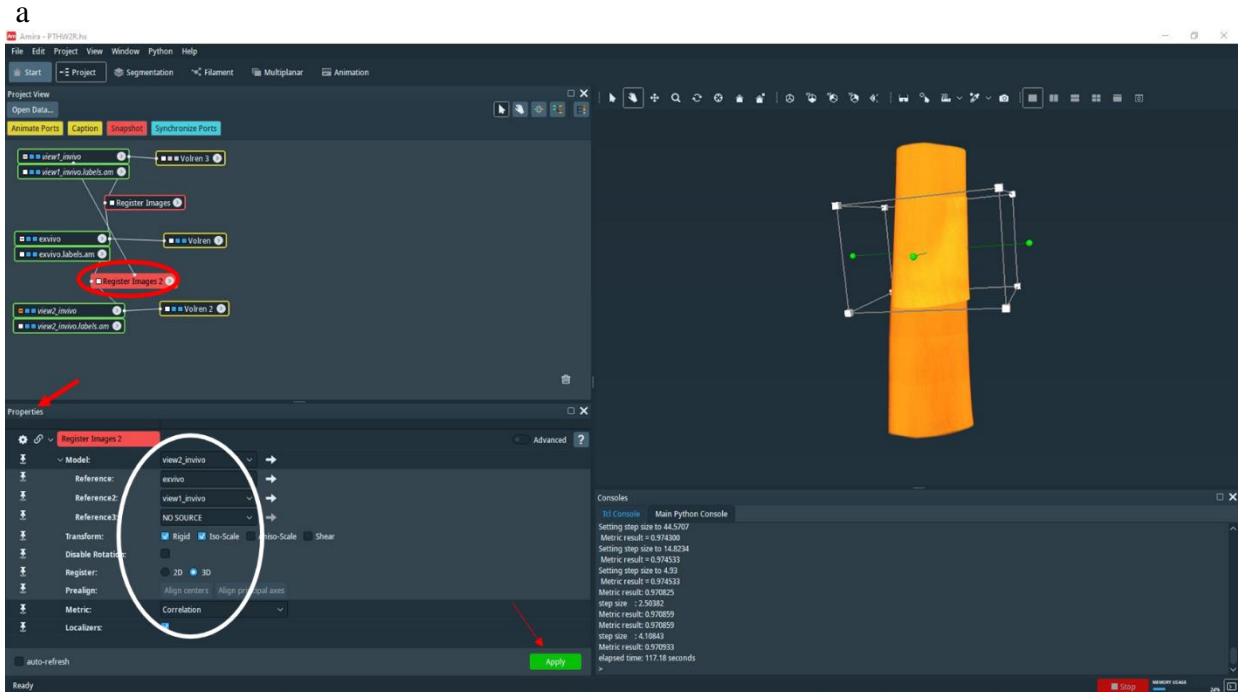 a
Amira - PTHW2R.hx
File Edit Project View Window Python Help
Start Project Segmentation Filament Multiplanar Animation
Project View
Open Data...
Animate Ports Caption Snapshot Synchronize Ports
view1_invivo Volren 3
view1_invivo.labels.am
Register Images
exvivo Volren
exvivo.labels.am
Register Images 2
view2_invivo Volren 2
view2_invivo.labels.am
Properties
Register Images 2 Advanced ?
Model: view2_invivo
Reference: exvivo
Reference2: view1_invivo
Reference3: NO SOURCE
Transform: Rigid Iso-Scale Aniso-Scale Shear
Disable Rotation:
Register: 2D 3D
Prealign: Align centers Align principal axes
Metric: Correlation
Localizers:
auto-refresh Apply
Ready
Consoles
Tcl Console Main Python Console
Setting step size to 44.5707
Metric result = 0.974300
Setting step size to 14.8234
Metric result = 0.974533
Setting step size to 4.93
Metric result = 0.974533
Metric result: 0.970825
step size : 2.50382
Metric result: 0.970859
Metric result: 0.970859
step size : 4.10843
Metric result: 0.970933
elapsed time: 117.18 seconds
>
Stop MEMORY USAGE 24%